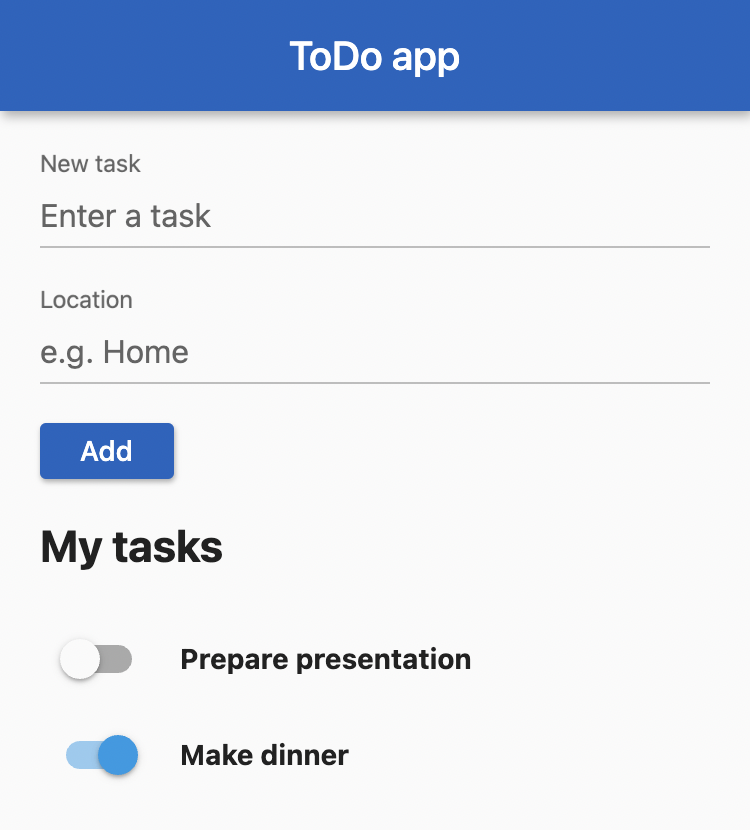 ToDo app
New task
Enter a task
Location
e.g. Home
Add
My tasks
Prepare presentation
Make dinner